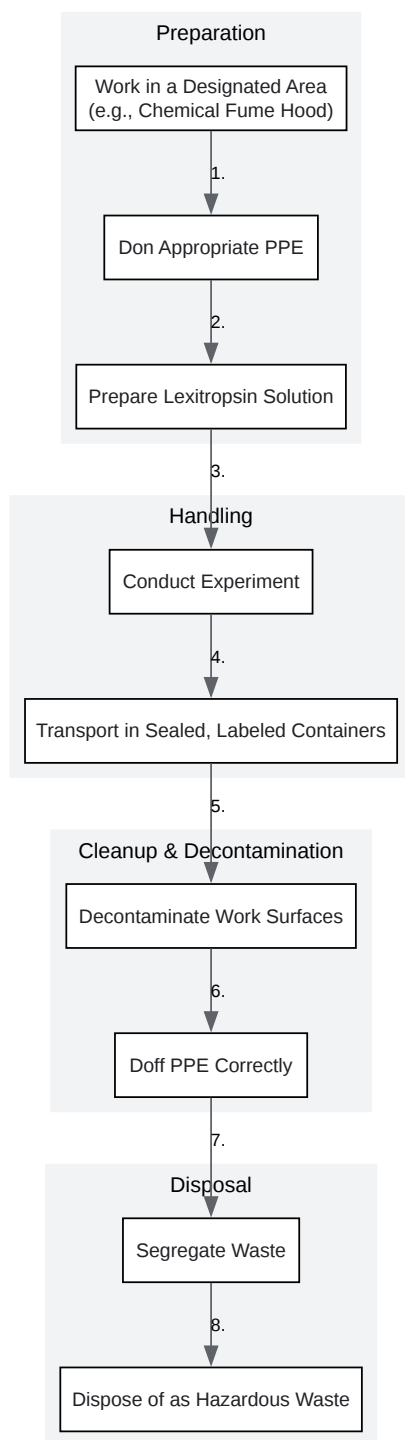 Preparation
Work in a Designated Area
(e.g., Chemical Fume Hood)
1.
Don Appropriate PPE
2.
Prepare Lexitropsin Solution
3.
Handling
Conduct Experiment
4.
Transport in Sealed, Labeled Containers
5.
Cleanup & Decontamination
Decontaminate Work Surfaces
6.
Doff PPE Correctly
7.
Disposal
Segregate Waste
8.
Dispose of as Hazardous Waste